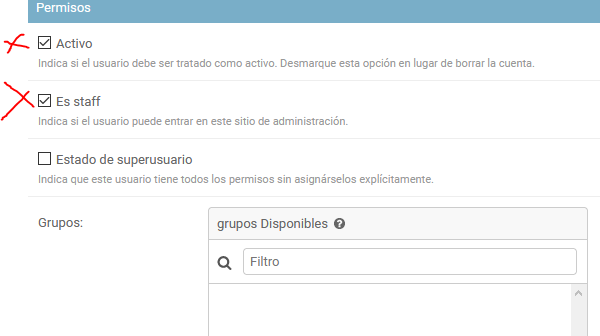 Permisos
Activo
Indica si el usuario debe ser tratado como activo. Desmarque esta opción en lugar de borrar la cuenta.
Es staff
Indica si el usuario puede entrar en este sitio de administración.
Estado de superusuario
Indica que este usuario tiene todos los permisos sin asignárselos explícitamente.
Grupos:
grupos Disponibles ?
Filtro